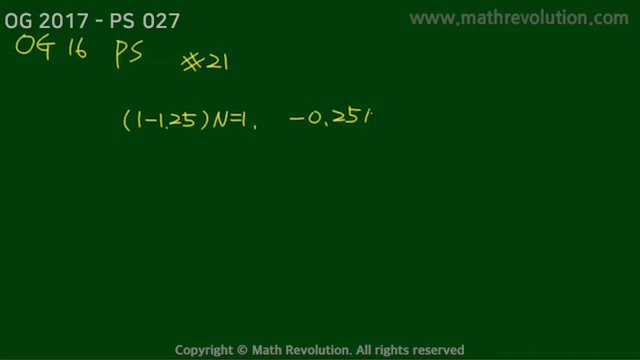 OG 2017 - PS 027
www.mathrevolution.com
OG 16 PS #21
(1-1.25)N=1, -0.25
Copyright © Math Revolution. All rights reserved